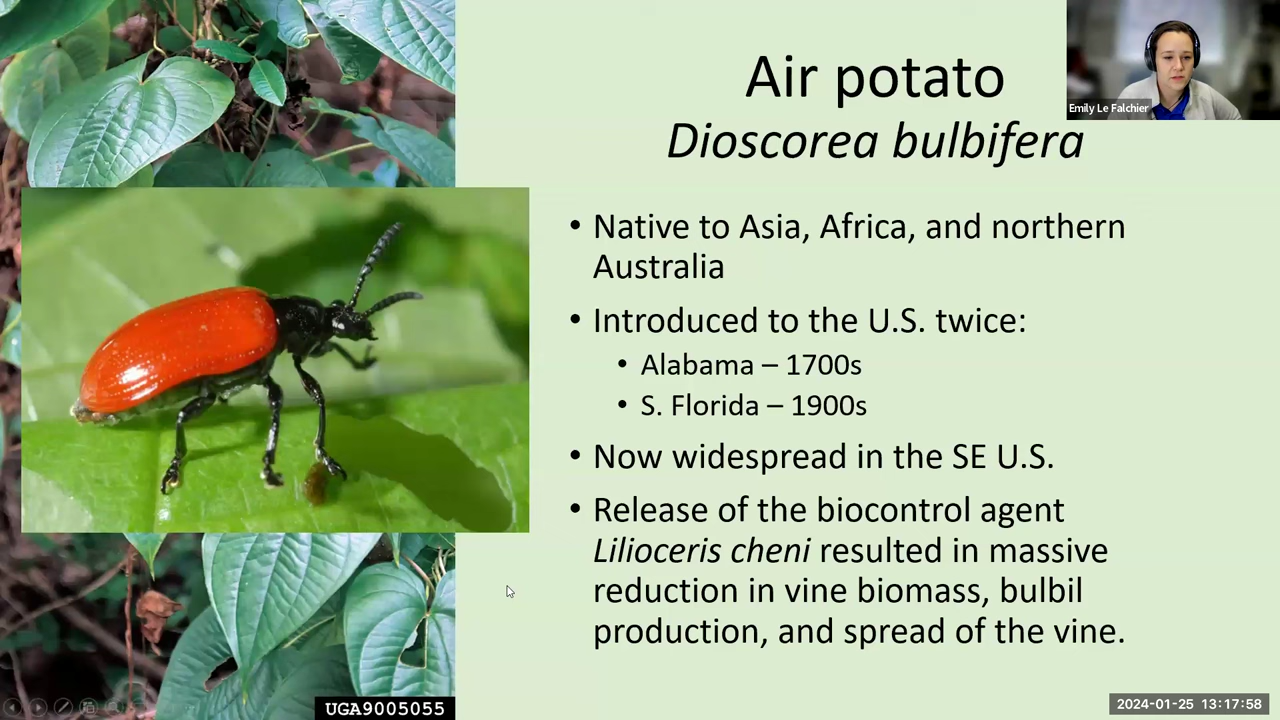 Air potato
Emily Le Falchier
Dioscorea bulbifera
• Native to Asia, Africa, and northern
Australia
• Introduced to the U.S. twice:
• Alabama – 1700s
• S. Florida – 1900s
• Now widespread in the SE U.S.
• Release of the biocontrol agent
Lilioceris cheni resulted in massive
reduction in vine biomass, bulbil
production, and spread of the vine.
UGA9005055
2024-01-25 13:17:58